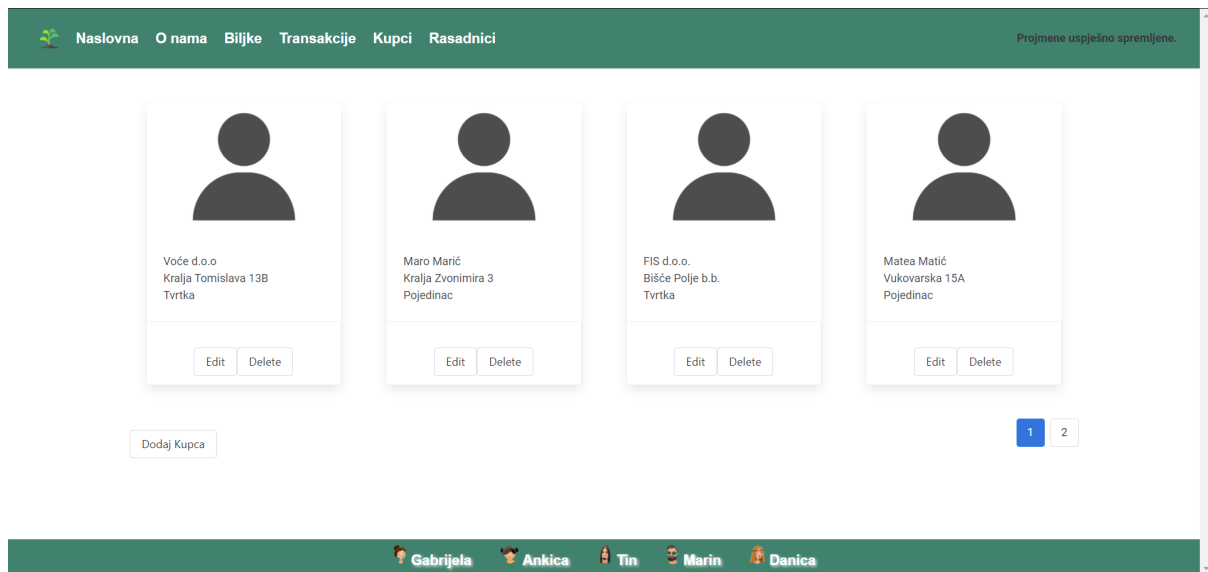 Naslovna O nama Biljke Transakcije Kupci Rasadnici
Projmene uspješno spremljene.
Voće d.o.o
Kralja Tomislava 13B
Tvrtka
Edit Delete
Maro Marić
Kralja Zvonimira 3
Pojedinac
Edit Delete
FIS d.o.o.
Bišće Polje b.b.
Tvrtka
Edit Delete
Matea Matić
Vukovarska 15A
Pojedinac
Edit Delete
Dodaj Kupca
1 2
Gabrijela Ankica Tin Marin Danica